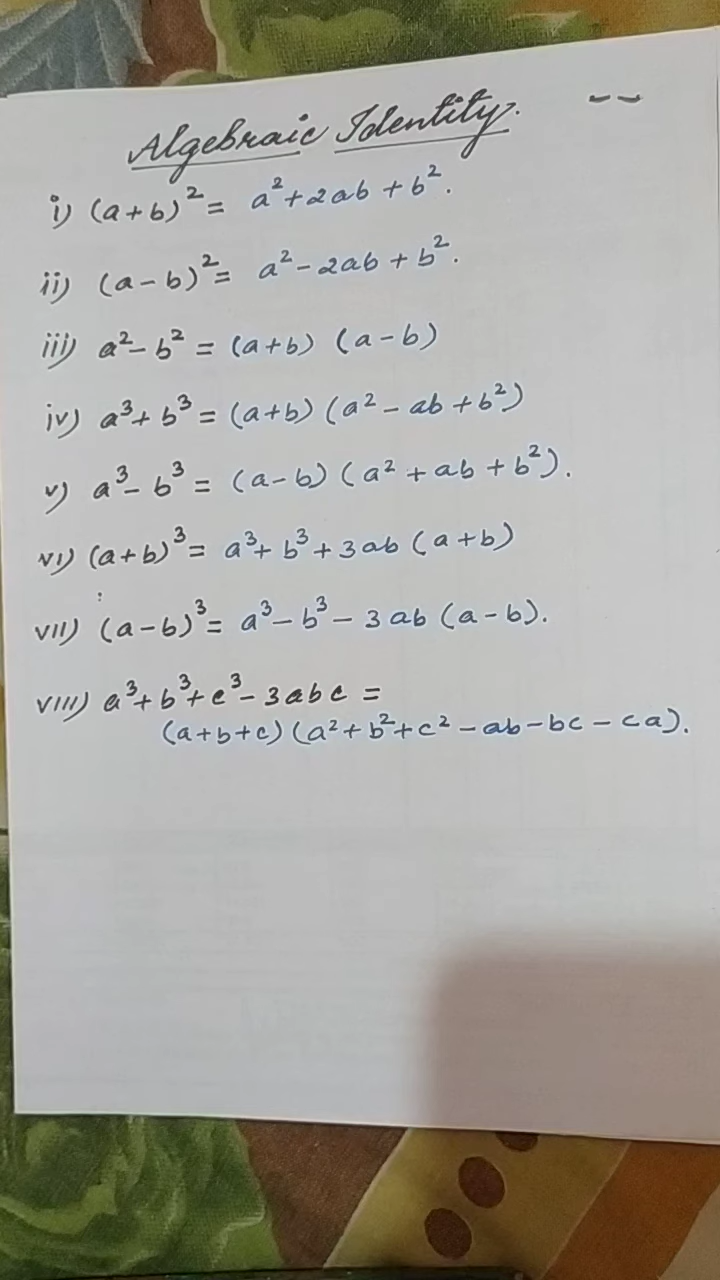 Algebraic Identity.
i) (a+b)² = a²+2ab+b².
ii) (a-b)² = a²-2ab+b².
iii) a²-b² = (a+b) (a-b)
iv) a³+b³ = (a+b) (a²-ab+b²)
v) a³-b³ = (a-b) (a²+ab+b²).
vi) (a+b)³ = a³+b³+3ab (a+b)
vii) (a-b)³ = a³-b³-3ab (a-b).
viii) a³+b³+c³-3abc =
(a+b+c) (a²+b²+c²-ab-bc-ca).